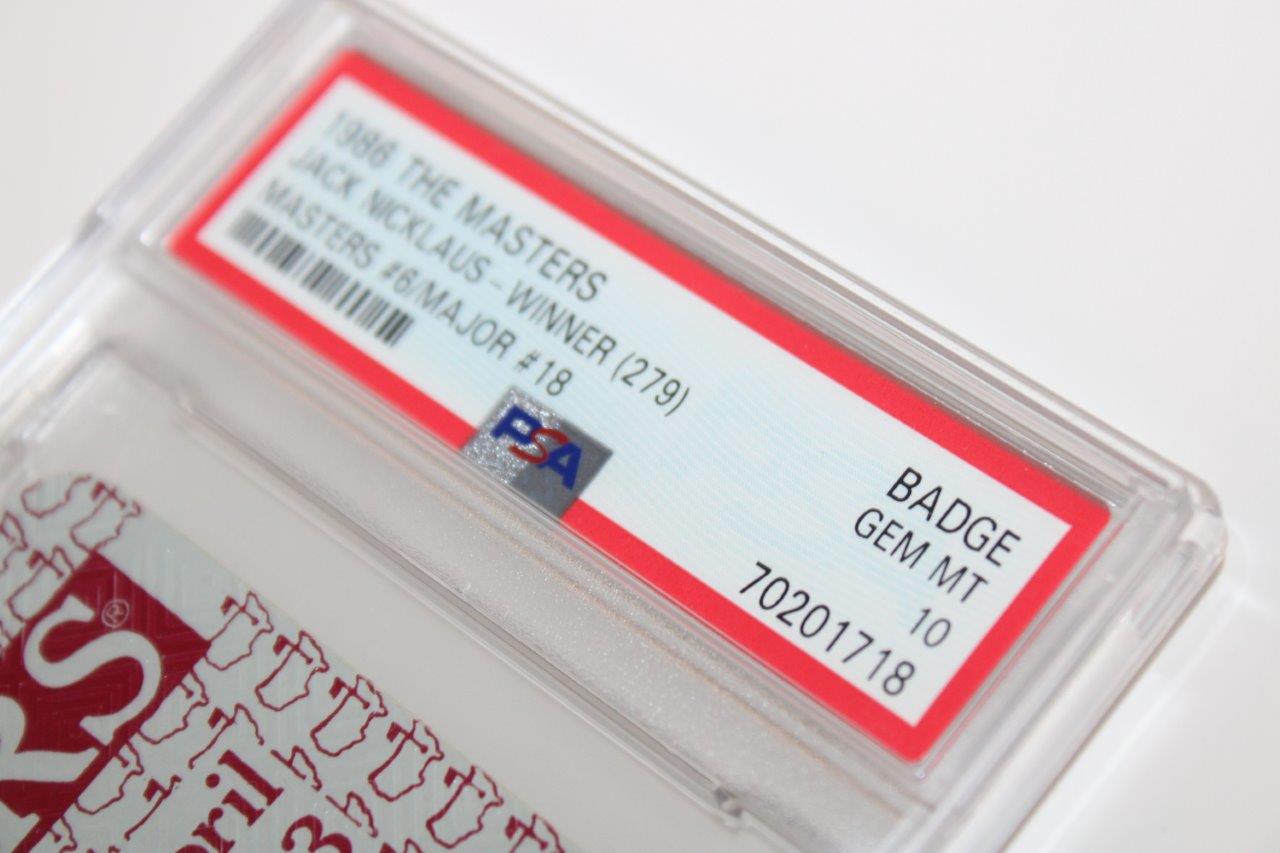 1986 THE MASTERS
JACK NICKLAUS - WINNER (279)
MASTERS #6/MAJOR #18
BADGE
GEM MT
10
70201718
PSA
RS®
pril
3